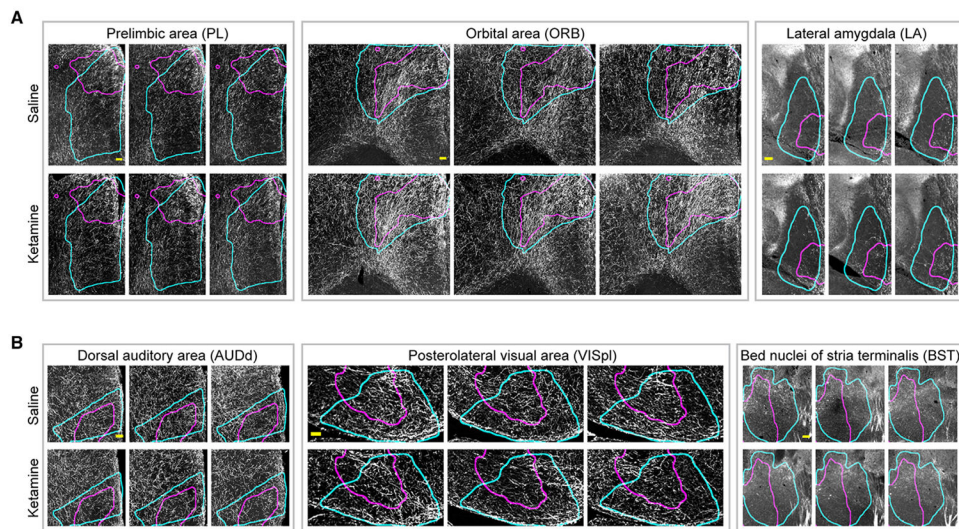 A
Prelimbic area (PL)
Orbital area (ORB)
Lateral amygdala (LA)
Saline
Ketamine
B
Dorsal auditory area (AUDd)
Posterolateral visual area (VISpl)
Bed nuclei of stria terminalis (BST)
Saline
Ketamine